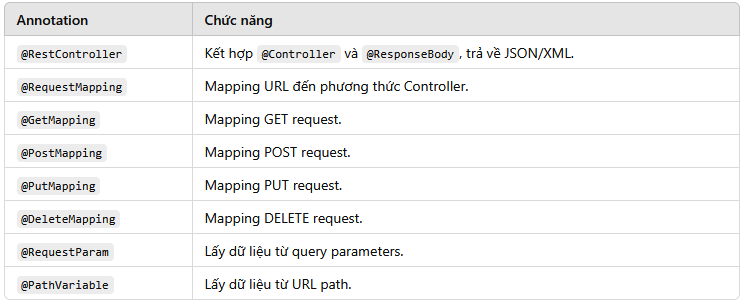 Annotation Chức năng
@RestController Kết hợp @Controller và @ResponseBody, trả về JSON/XML.
@RequestMapping Mapping URL đến phương thức Controller.
@GetMapping Mapping GET request.
@PostMapping Mapping POST request.
@PutMapping Mapping PUT request.
@DeleteMapping Mapping DELETE request.
@RequestParam Lấy dữ liệu từ query parameters.
@PathVariable Lấy dữ liệu từ URL path.